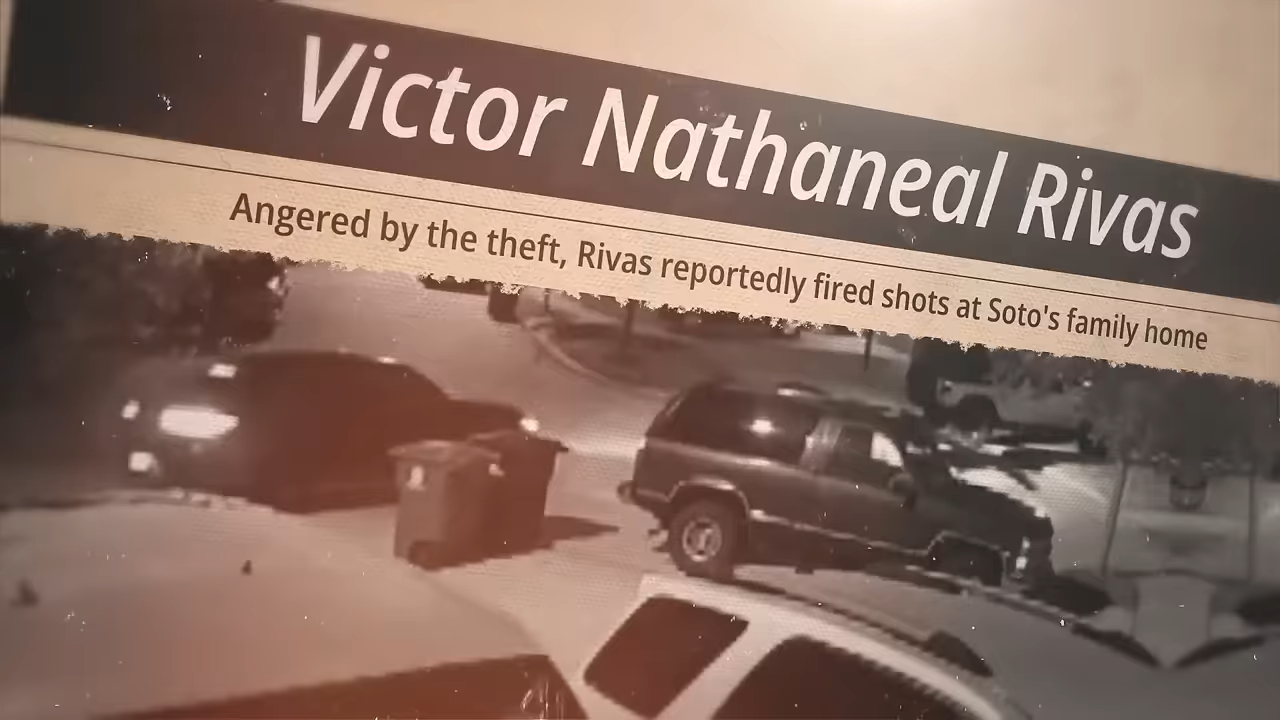 Victor Nathaneal Rivas
Angered by the theft, Rivas reportedly fired shots at Soto's family home